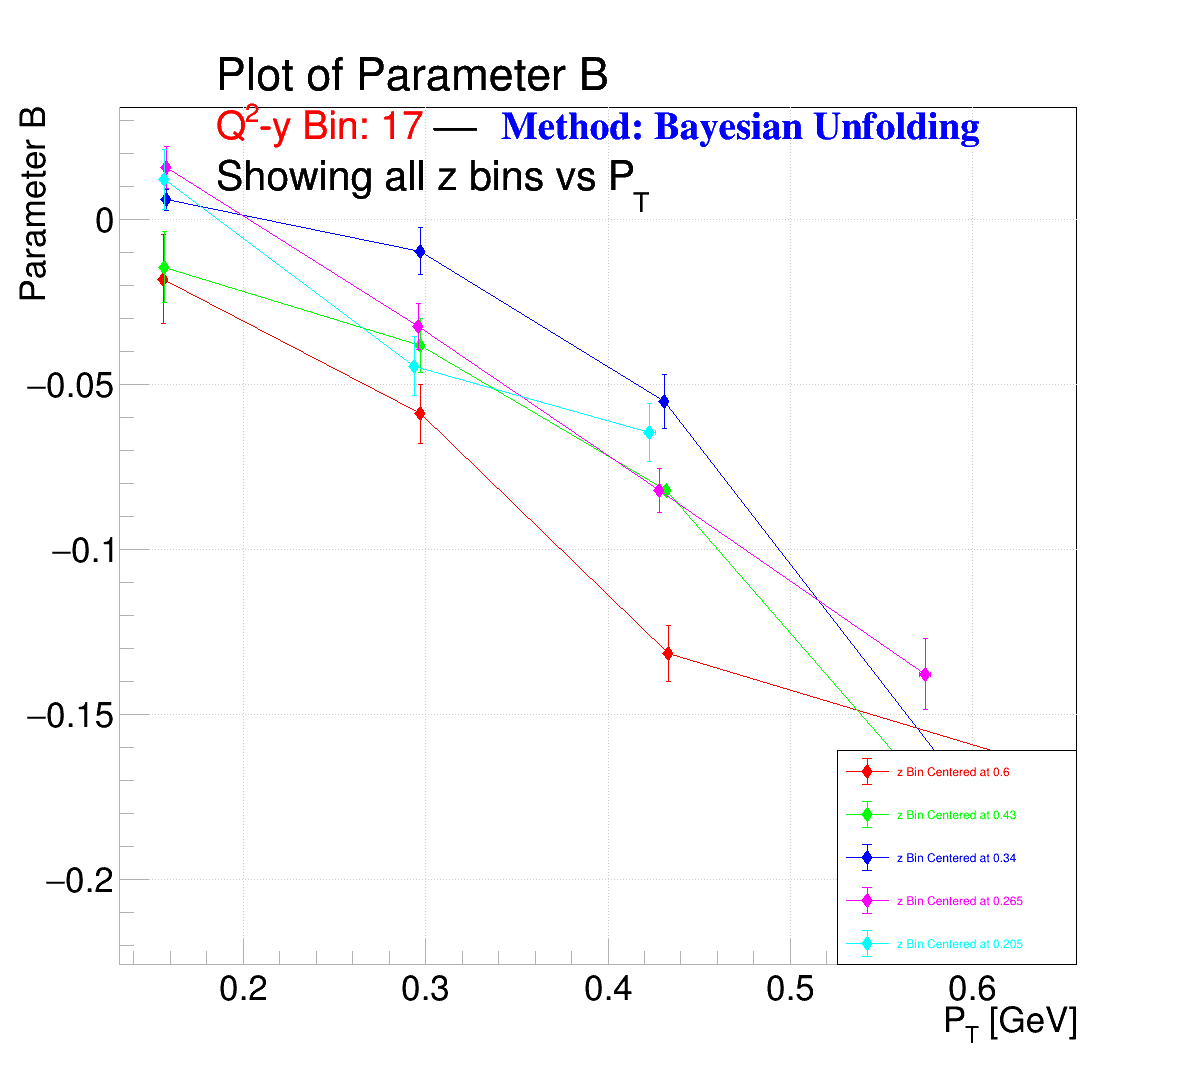 Plot of Parameter B
Q²-y Bin: 17 — Method: Bayesian Unfolding
Showing all z bins vs P_T
Parameter B
0
−0.05
−0.1
−0.15
−0.2
z Bin Centered at 0.6
z Bin Centered at 0.43
z Bin Centered at 0.34
z Bin Centered at 0.265
z Bin Centered at 0.205
0.2 0.3 0.4 0.5 0.6
P_T [GeV]